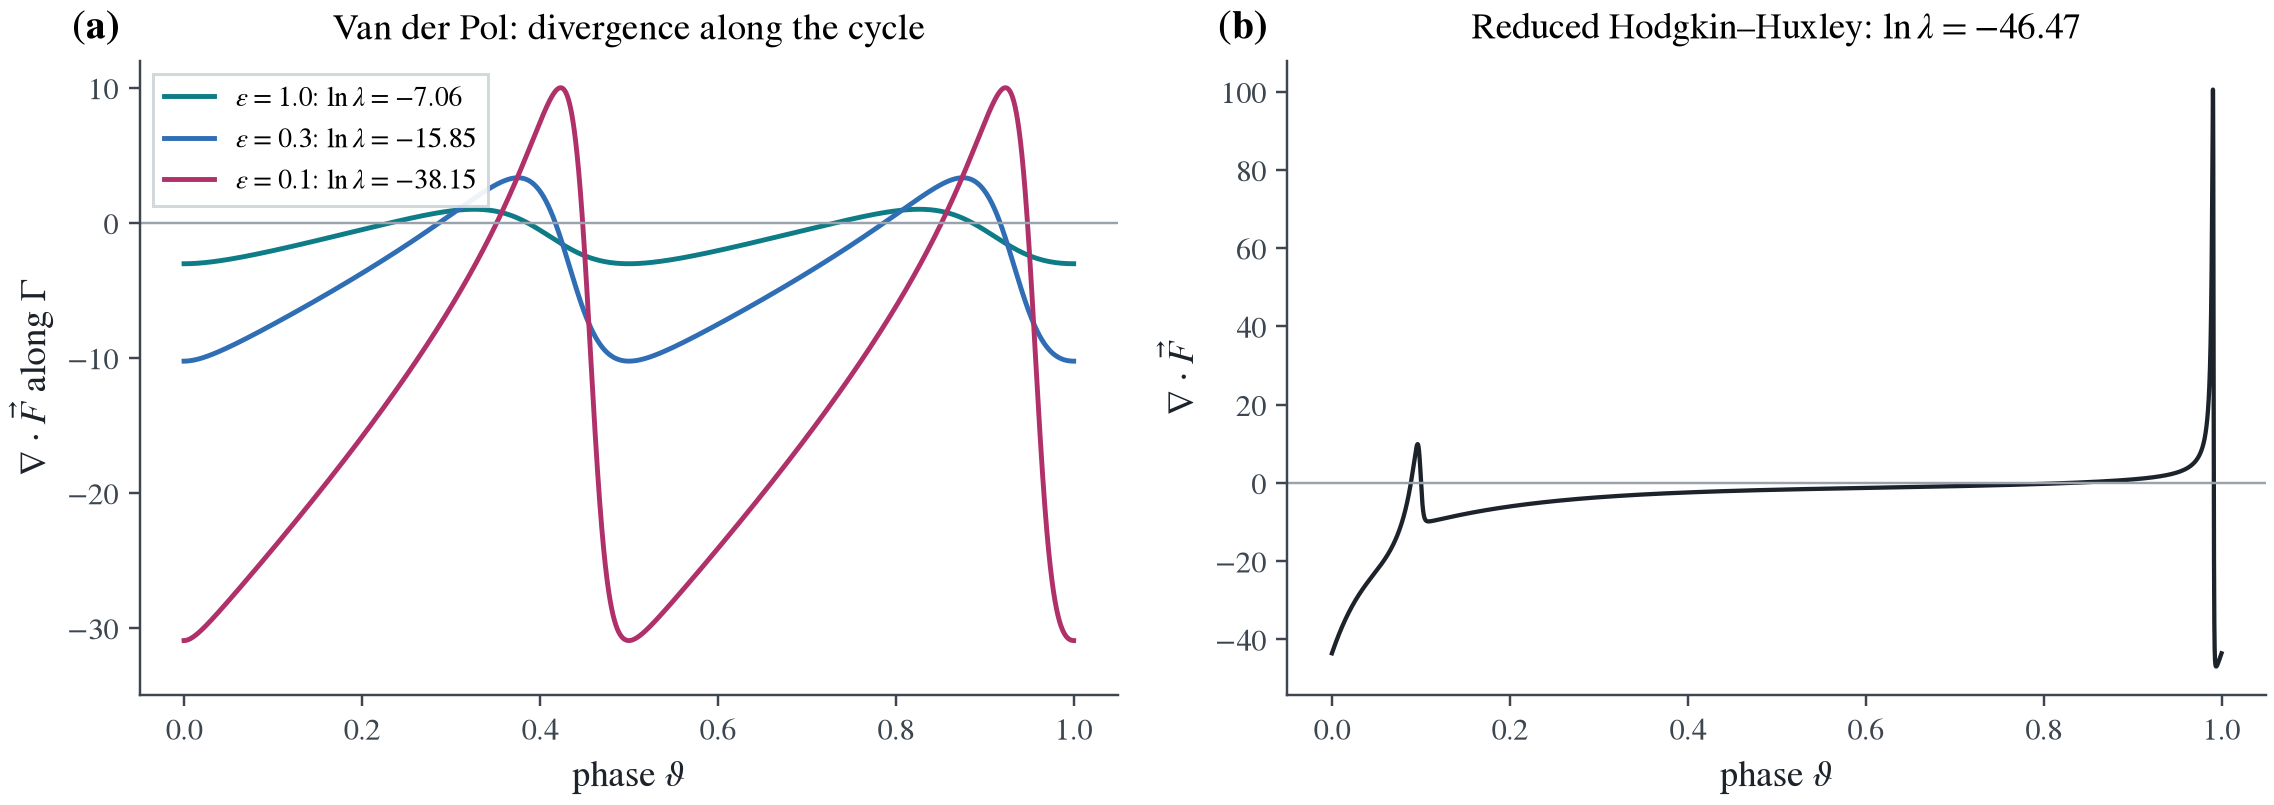 (a) Van der Pol: divergence along the cycle
ε = 1.0: ln λ = −7.06
ε = 0.3: ln λ = −15.85
ε = 0.1: ln λ = −38.15
∇ · F⃗ along Γ
10
0
−10
−20
−30
0.0 0.2 0.4 0.6 0.8 1.0
phase ϑ
(b) Reduced Hodgkin–Huxley: ln λ = −46.47
∇ · F⃗
100
80
60
40
20
0
−20
−40
0.0 0.2 0.4 0.6 0.8 1.0
phase ϑ